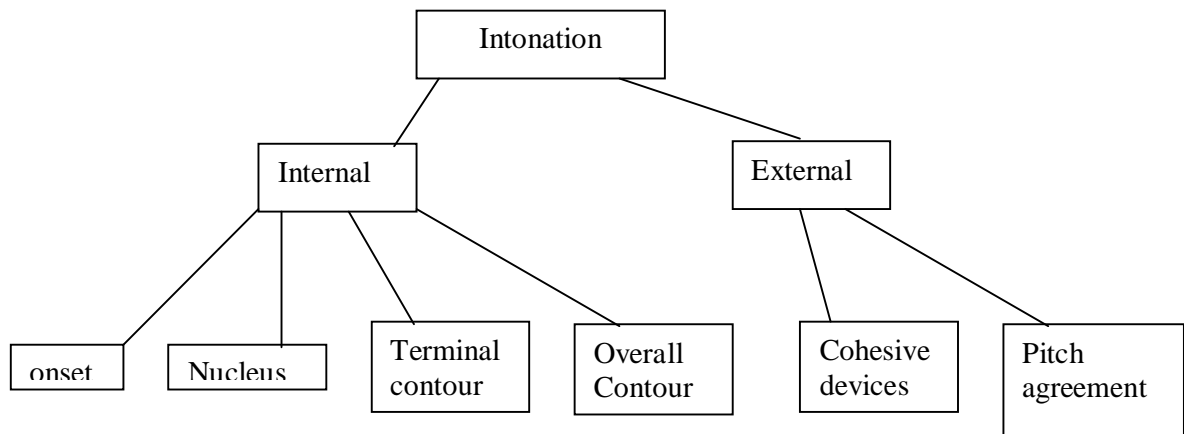 Intonation
Internal
External
onset
Nucleus
Terminal
contour
Overall
Contour
Cohesive
devices
Pitch
agreement